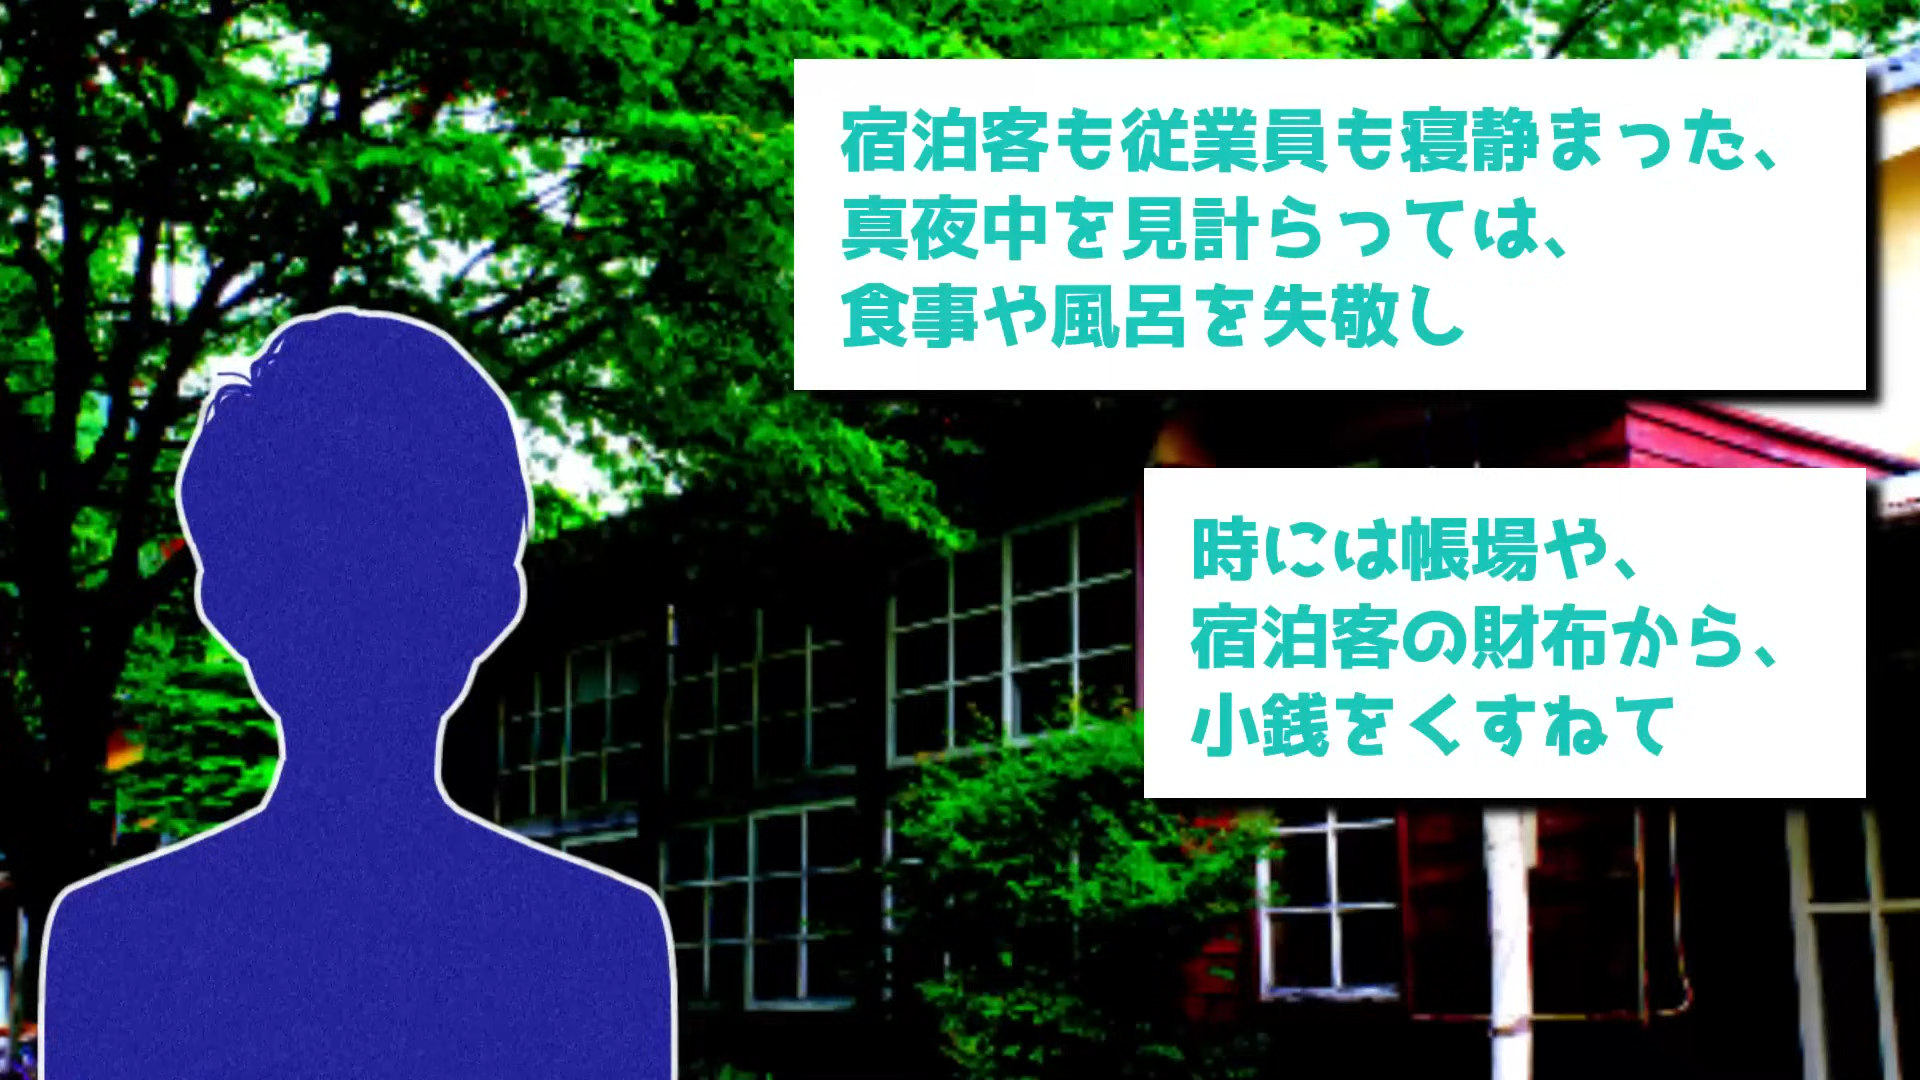 宿泊客も従業員も寝静まった、
真夜中を見計らっては、
食事や風呂を失敬し
時には帳場や、
宿泊客の財布から、
小銭をくすねて